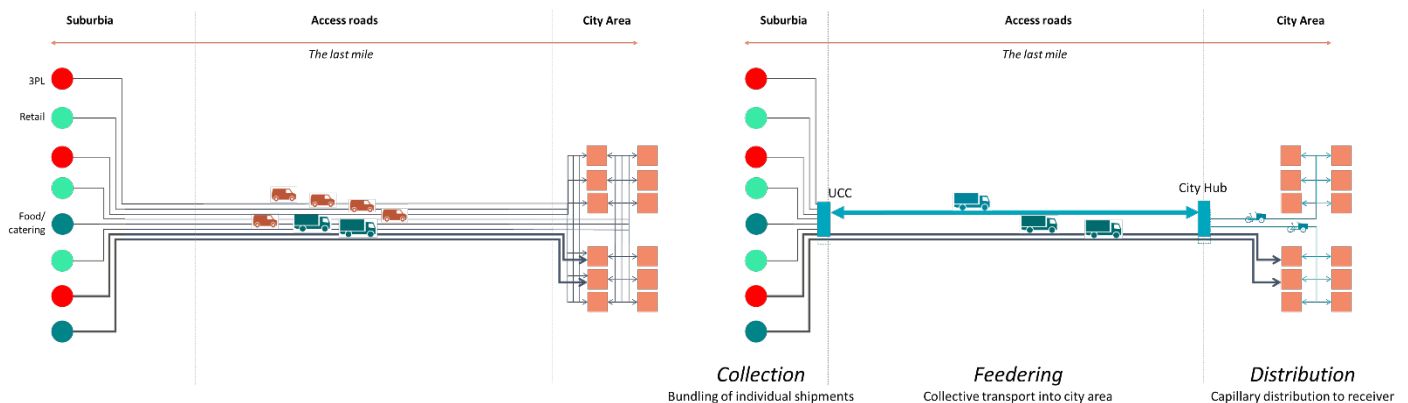 Suburbia
Access roads
City Area
The last mile
3PL
Retail
Food/
catering
Suburbia
Access roads
City Area
The last mile
UCC
City Hub
Collection
Feedering
Distribution
Bundling of individual shipments
Collective transport into city area
Capillary distribution to receiver